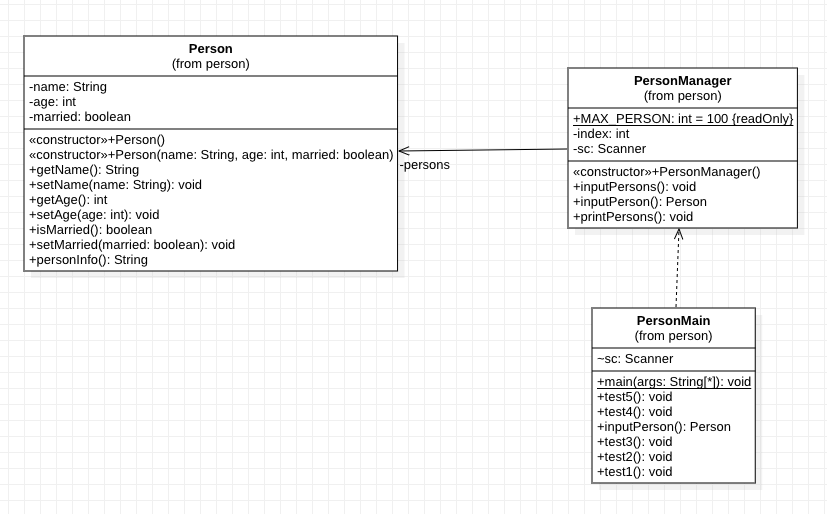 Person
(from person)
-name: String
-age: int
-married: boolean
«constructor»+Person()
«constructor»+Person(name: String, age: int, married: boolean)
+getName(): String
+setName(name: String): void
+getAge(): int
+setAge(age: int): void
+isMarried(): boolean
+setMarried(married: boolean): void
+personInfo(): String
-persons
PersonManager
(from person)
+MAX_PERSON: int = 100 {readOnly}
-index: int
-sc: Scanner
«constructor»+PersonManager()
+inputPersons(): void
+inputPerson(): Person
+printPersons(): void
PersonMain
(from person)
~sc: Scanner
+main(args: String[*]): void
+test5(): void
+test4(): void
+inputPerson(): Person
+test3(): void
+test2(): void
+test1(): void